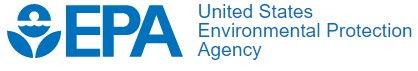 EPA
United States
Environmental Protection
Agency